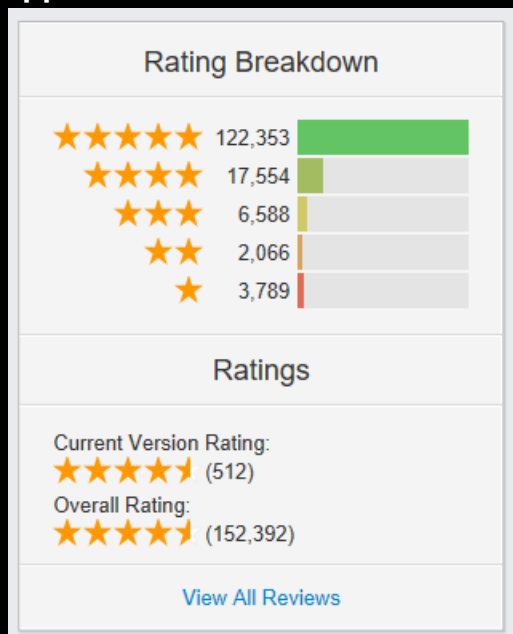 Rating Breakdown
122,353
17,554
6,588
2,066
3,789
Ratings
Current Version Rating:
(512)
Overall Rating:
(152,392)
View All Reviews